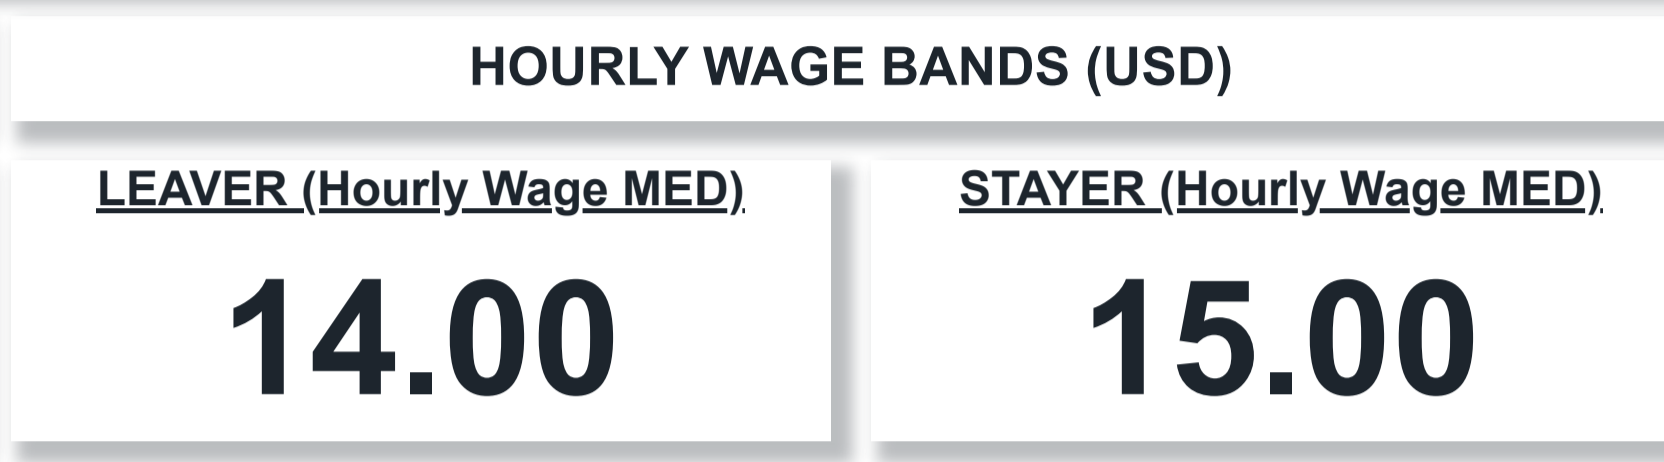 HOURLY WAGE BANDS (USD)
LEAVER (Hourly Wage MED)
14.00
STAYER (Hourly Wage MED)
15.00